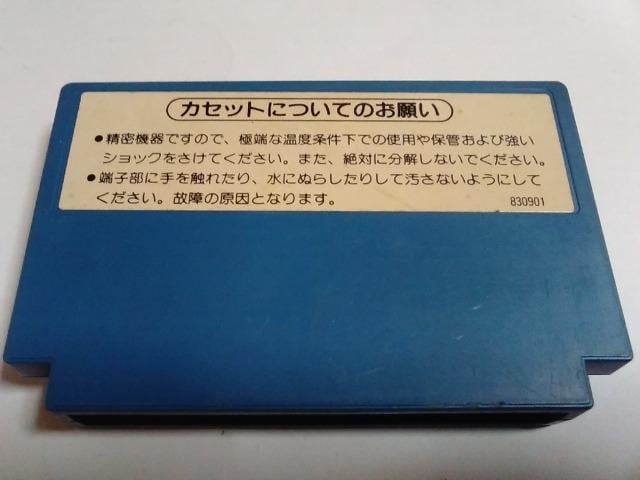 カセットについてのお願い
●精密機器ですので、極端な温度条件下での使用や保管および強い
ショックをさけてください。また、絶対に分解しないでください。
●端子部に手を触れたり、水にぬらしたりして汚さないようにして
ください。故障の原因となります。
830901